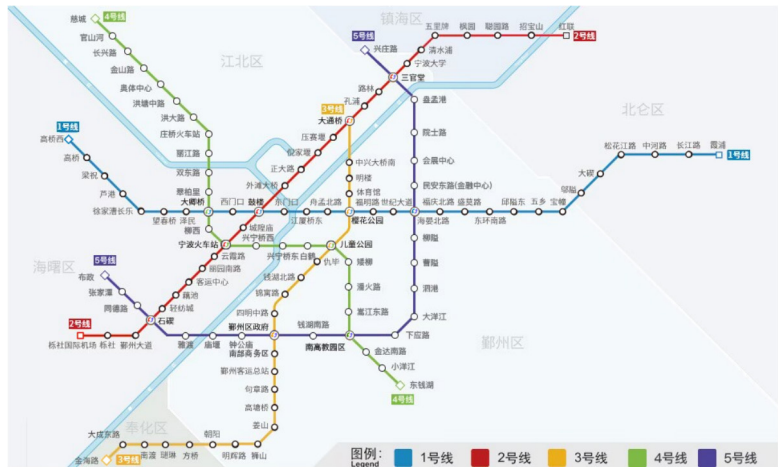 慈城
4号线
官山河
长兴路
金山路
奥体中心
洪塘中路
洪大路
庄桥火车站
丽江路
双东路
翠柏里
大卿桥
柳西
宁波火车站
兴宁桥西
兴宁桥东
白鹤
儿童公园
矮柳
潘火路
嵩江东路
南高教园区
金达南路
小洋江
东钱湖
4号线
江北区
镇海区
北仑区
海曙区
鄞州区
奉化区
1号线
高桥西
高桥
梁祝
芦港
徐家漕长乐
望春桥
泽民
西门口
鼓楼
东门口
江厦桥东
舟孟北路
樱花公园
福明路
世纪大道
海晏北路
福庆北路
盛莫路
东环南路
邱隘东
五乡
宝幢
邬隘
大碶
松花江路
中河路
长江路
霞浦
1号线
2号线
栎社国际机场
栎社
鄞州大道
石碶
轻纺城
藕池
客运中心
丽园南路
云霞路
城隍庙
外滩大桥
正大路
倪家堰
压赛堰
大通桥
孔浦
路林
三官堂
宁波大学
清水浦
五里牌
枫园
聪园路
招宝山
红联
2号线
3号线
中兴大桥南
明楼
体育馆
仇毕
钱湖北路
锦寓路
四明中路
鄞州区政府
南部商务区
鄞州客运总站
句章路
高塘桥
姜山
狮山
明辉路
朝阳
方桥
南渡
大成东路
金海路
3号线
5号线
布政
张家潭
同德路
雅渡
庙堰
钟公庙
钱湖南路
下应路
大洋江
泗港
曹隘
柳隘
民安东路(金融中心)
会展中心
院士路
盎孟港
兴庄路
5号线
图例：
Legend
1号线
2号线
3号线
4号线
5号线